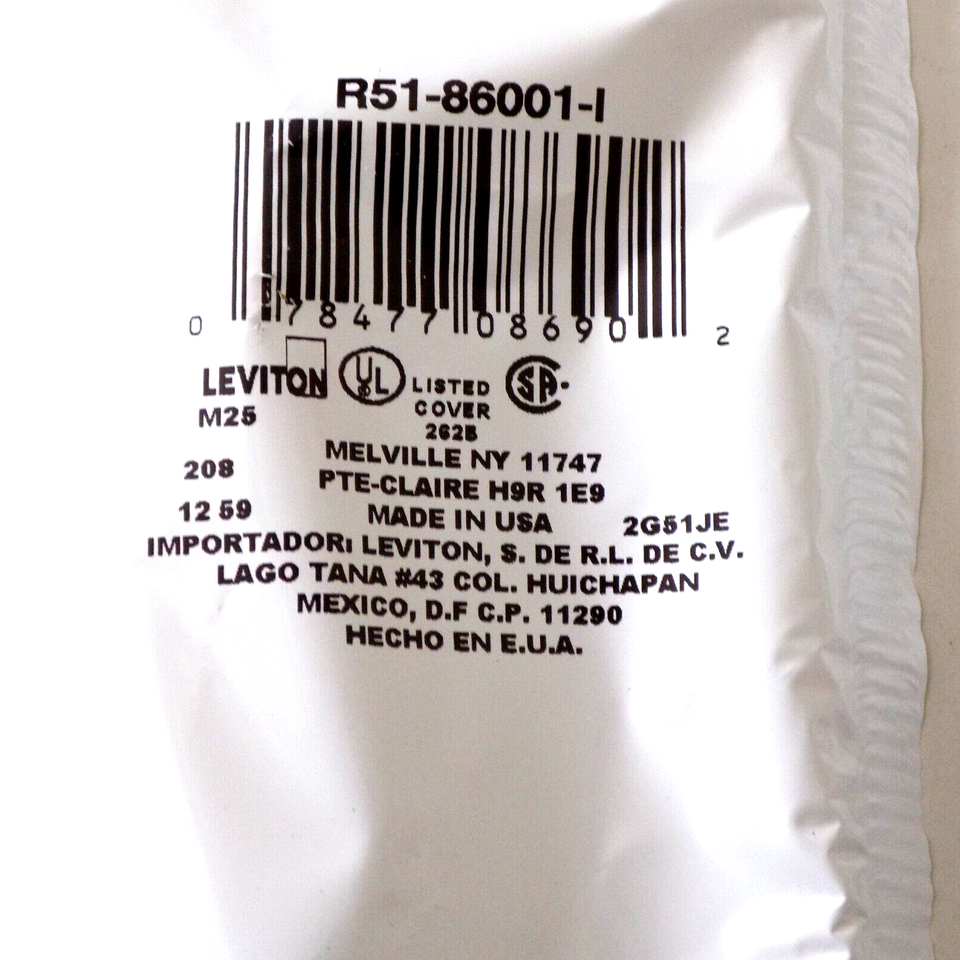 R51-86001-I
0 78477 08690 2
LEVITON UL LISTED SA
COVER
M25 262B
MELVILLE NY 11747
208 PTE-CLAIRE H9R 1E9
12 59 MADE IN USA 2G51JE
IMPORTADOR: LEVITON, S. DE R.L. DE C.V.
LAGO TANA #43 COL. HUICHAPAN
MEXICO, D.F C.P. 11290
HECHO EN E.U.A.